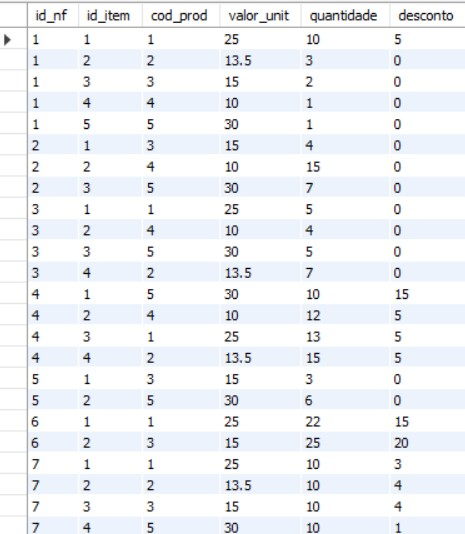 id_nf id_item cod_prod valor_unit quantidade desconto
1 1 1 25 10 5
1 2 2 13.5 3 0
1 3 3 15 2 0
1 4 4 10 1 0
1 5 5 30 1 0
2 1 3 15 4 0
2 2 4 10 15 0
2 3 5 30 7 0
3 1 1 25 5 0
3 2 4 10 4 0
3 3 5 30 5 0
3 4 2 13.5 7 0
4 1 5 30 10 15
4 2 4 10 12 5
4 3 1 25 13 5
4 4 2 13.5 15 5
5 1 3 15 3 0
5 2 5 30 6 0
6 1 1 25 22 15
6 2 3 15 25 20
7 1 1 25 10 3
7 2 2 13.5 10 4
7 3 3 15 10 4
7 4 5 30 10 1